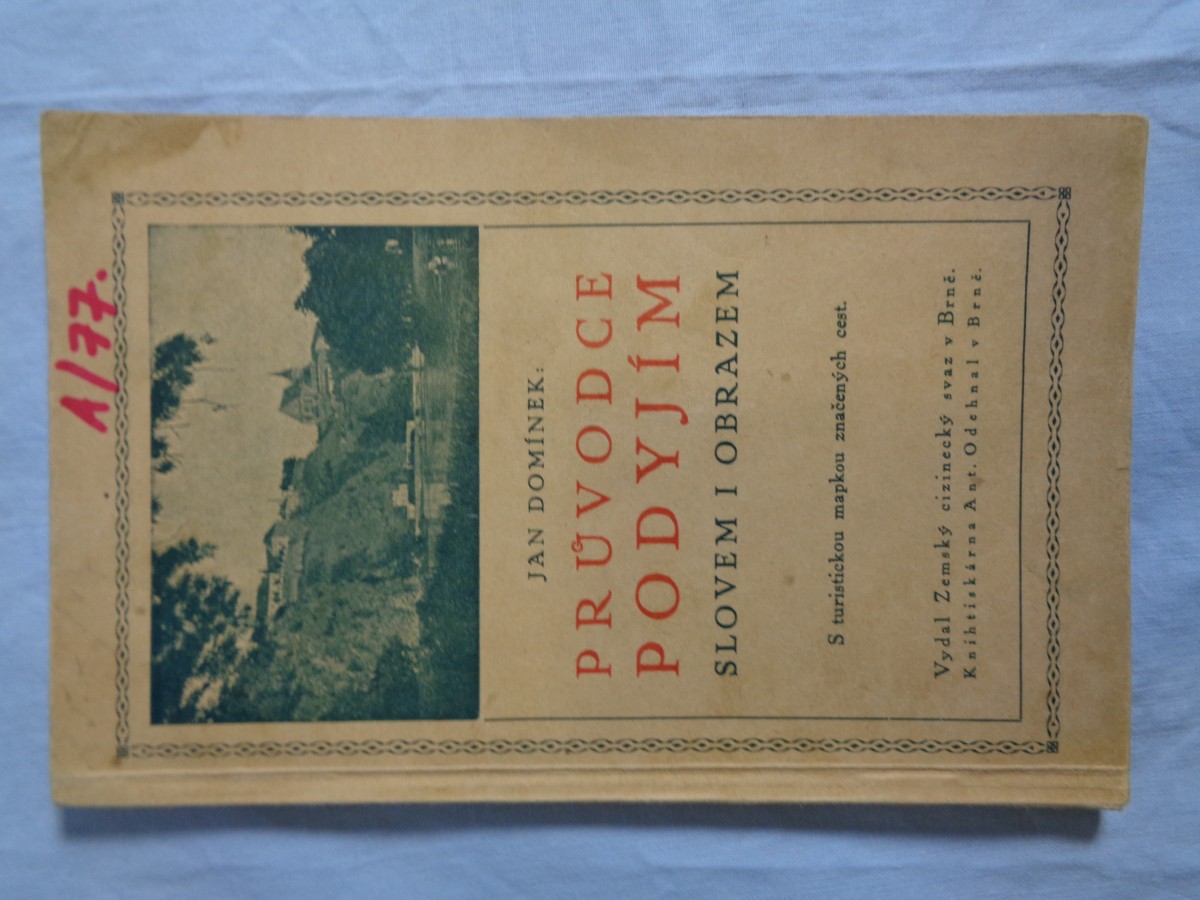 A/77.
JAN DOMÍNEK:
PRŮVODCE
PODYJÍM
SLOVEM I OBRAZEM
S turistickou mapkou značených cest.
Vydal Zemský cizinecký svaz v Brně.
Knihtiskárna Ant. Odehnal v Brně.